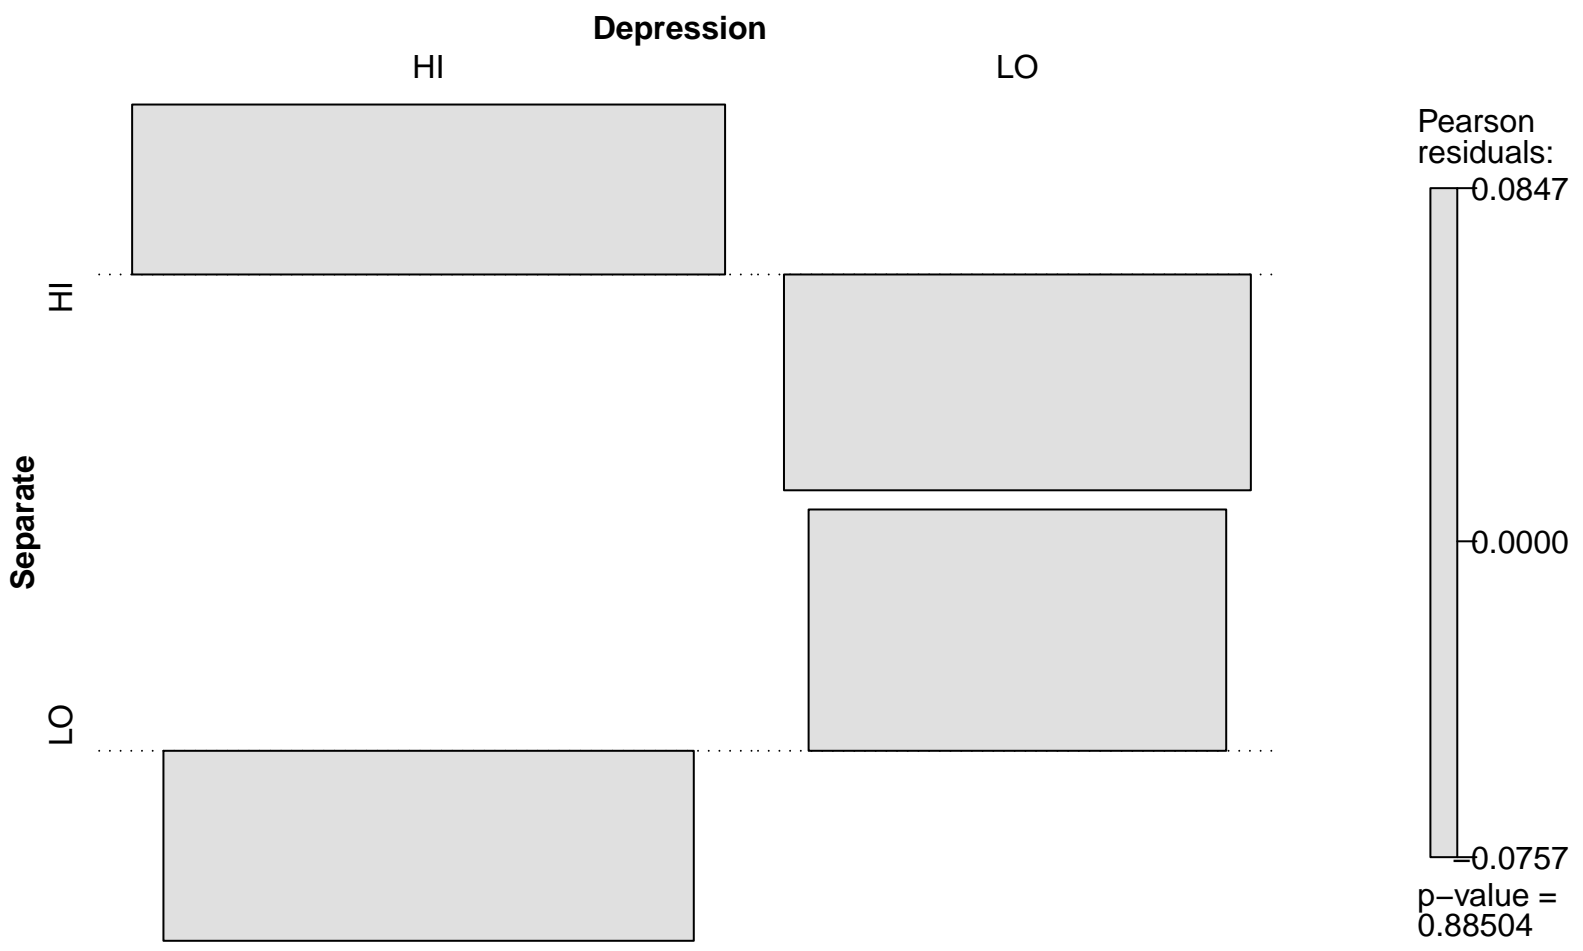 Depression
HI
LO
Separate
HI
LO
Pearson
residuals:
0.0847
0.0000
−0.0757
p−value =
0.88504